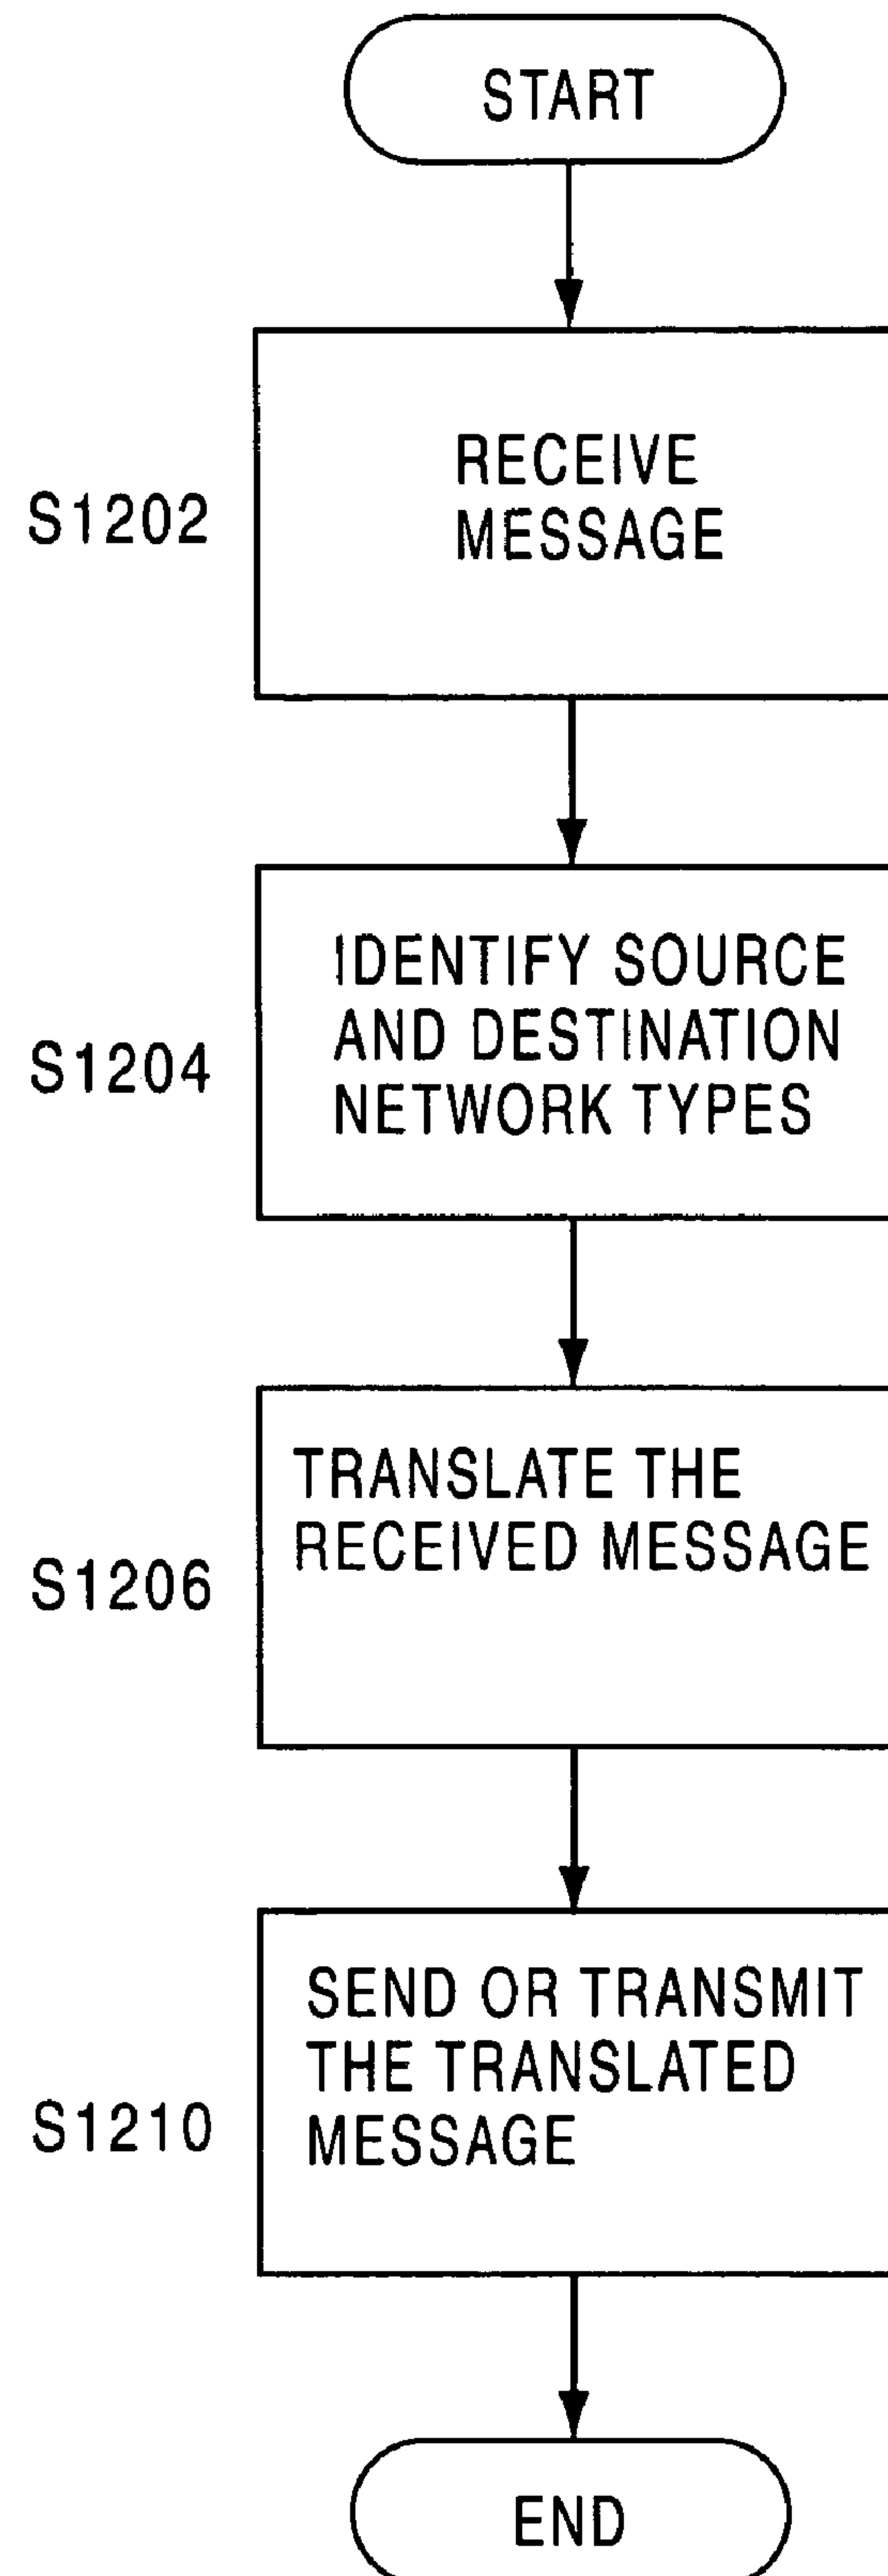 START
RECEIVE
MESSAGE
S1202
IDENTIFY SOURCE
AND DESTINATION
NETWORK TYPES
S1204
TRANSLATE THE
RECEIVED MESSAGE
S1206
SEND OR TRANSMIT
THE TRANSLATED
MESSAGE
S1210
END